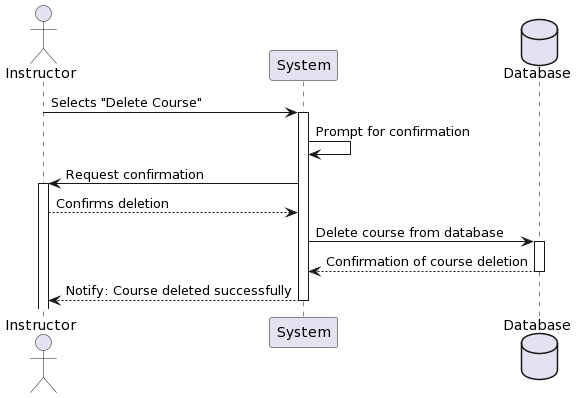 Instructor
System
Database
Selects "Delete Course"
Prompt for confirmation
Request confirmation
Confirms deletion
Delete course from database
Confirmation of course deletion
Notify: Course deleted successfully
Instructor
System
Database